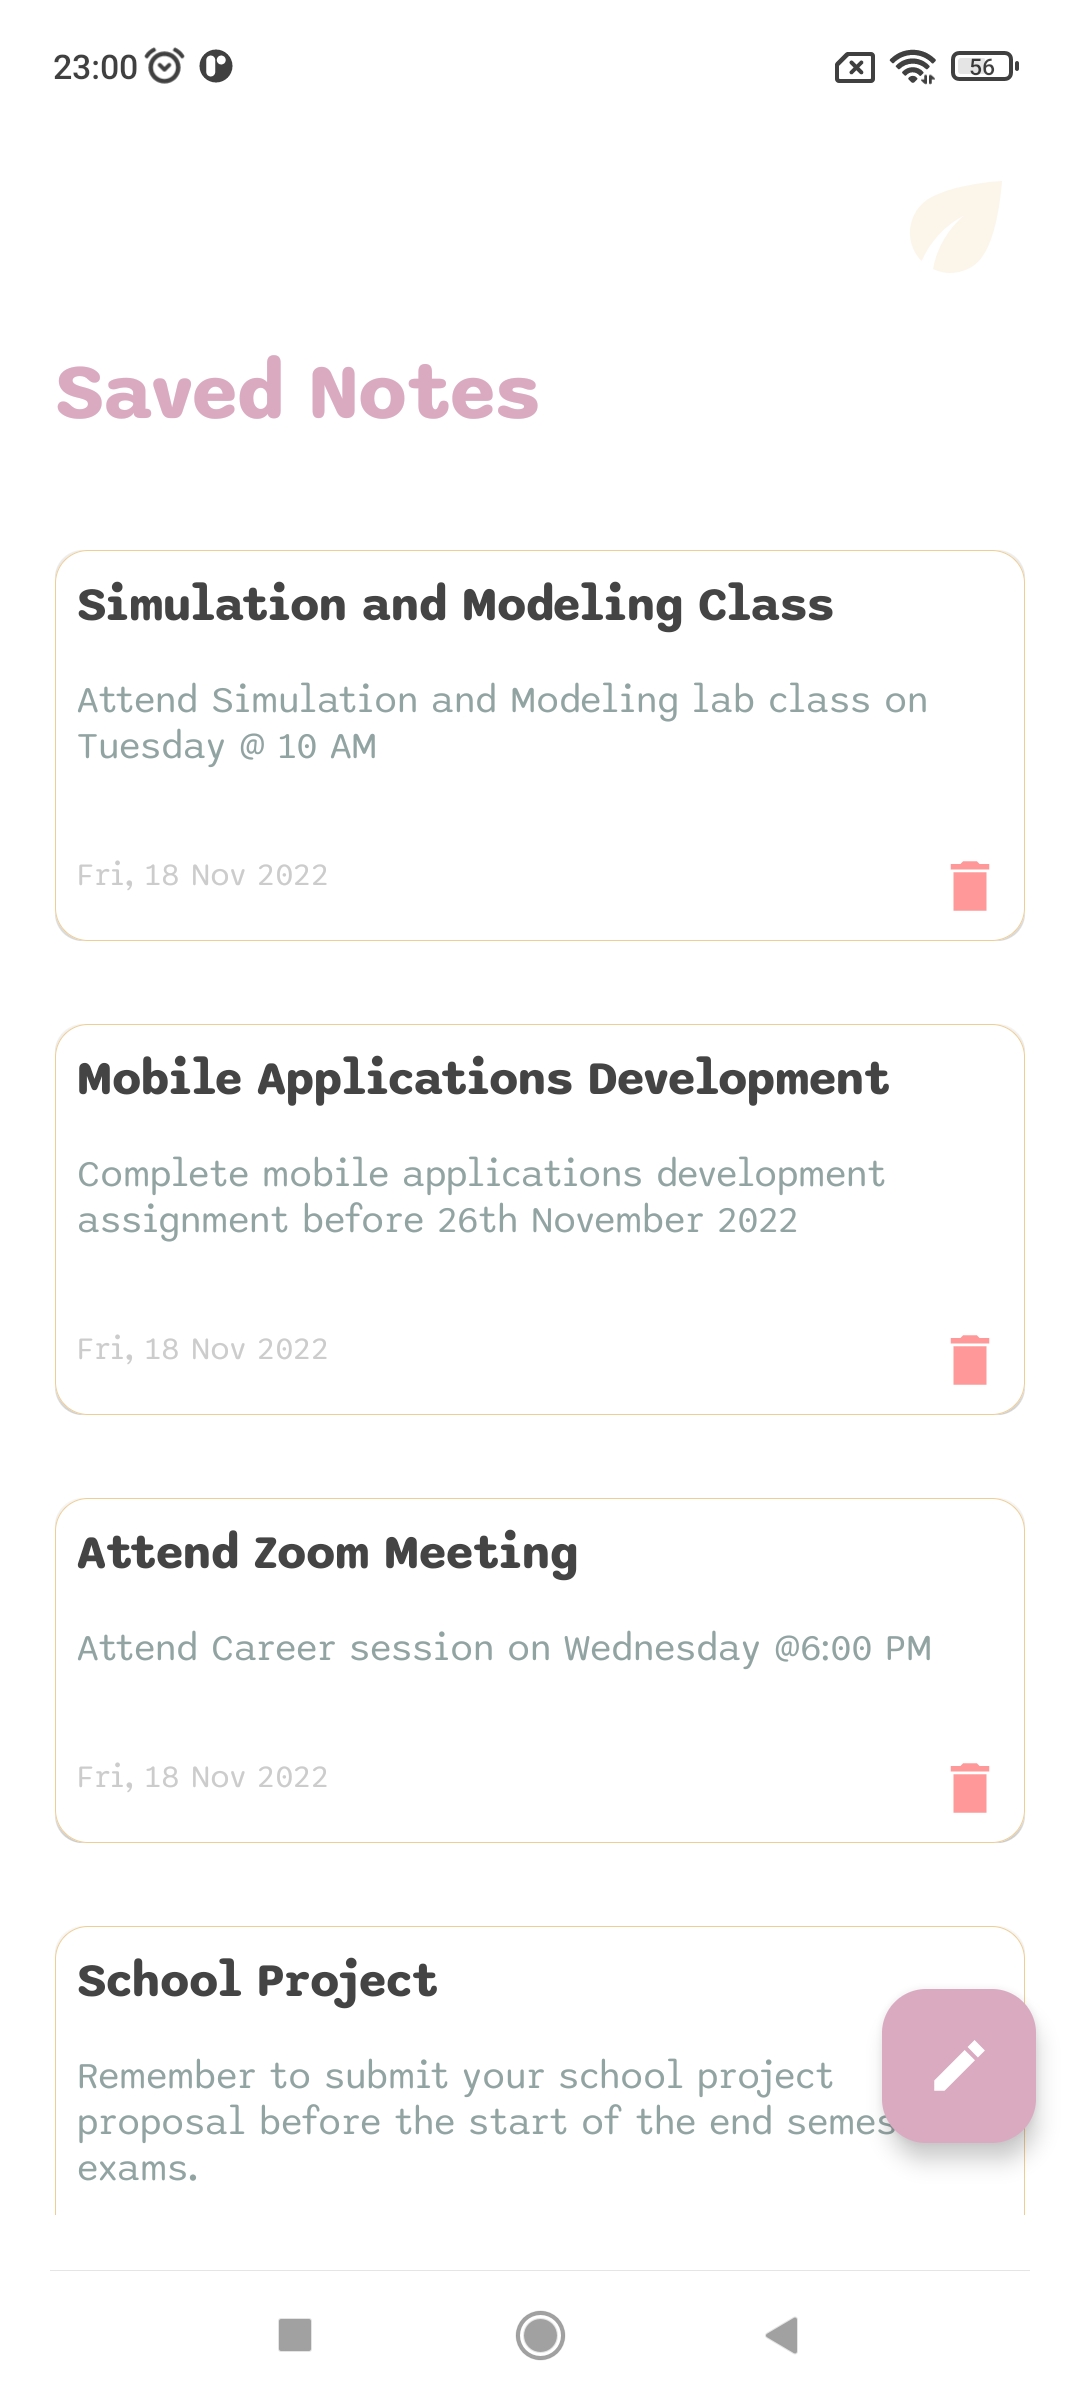 23:00
56
Saved Notes
Simulation and Modeling Class
Attend Simulation and Modeling lab class on
Tuesday @ 10 AM
Fri, 18 Nov 2022
Mobile Applications Development
Complete mobile applications development
assignment before 26th November 2022
Fri, 18 Nov 2022
Attend Zoom Meeting
Attend Career session on Wednesday @6:00 PM
Fri, 18 Nov 2022
School Project
Remember to submit your school project
proposal before the start of the end
exams.